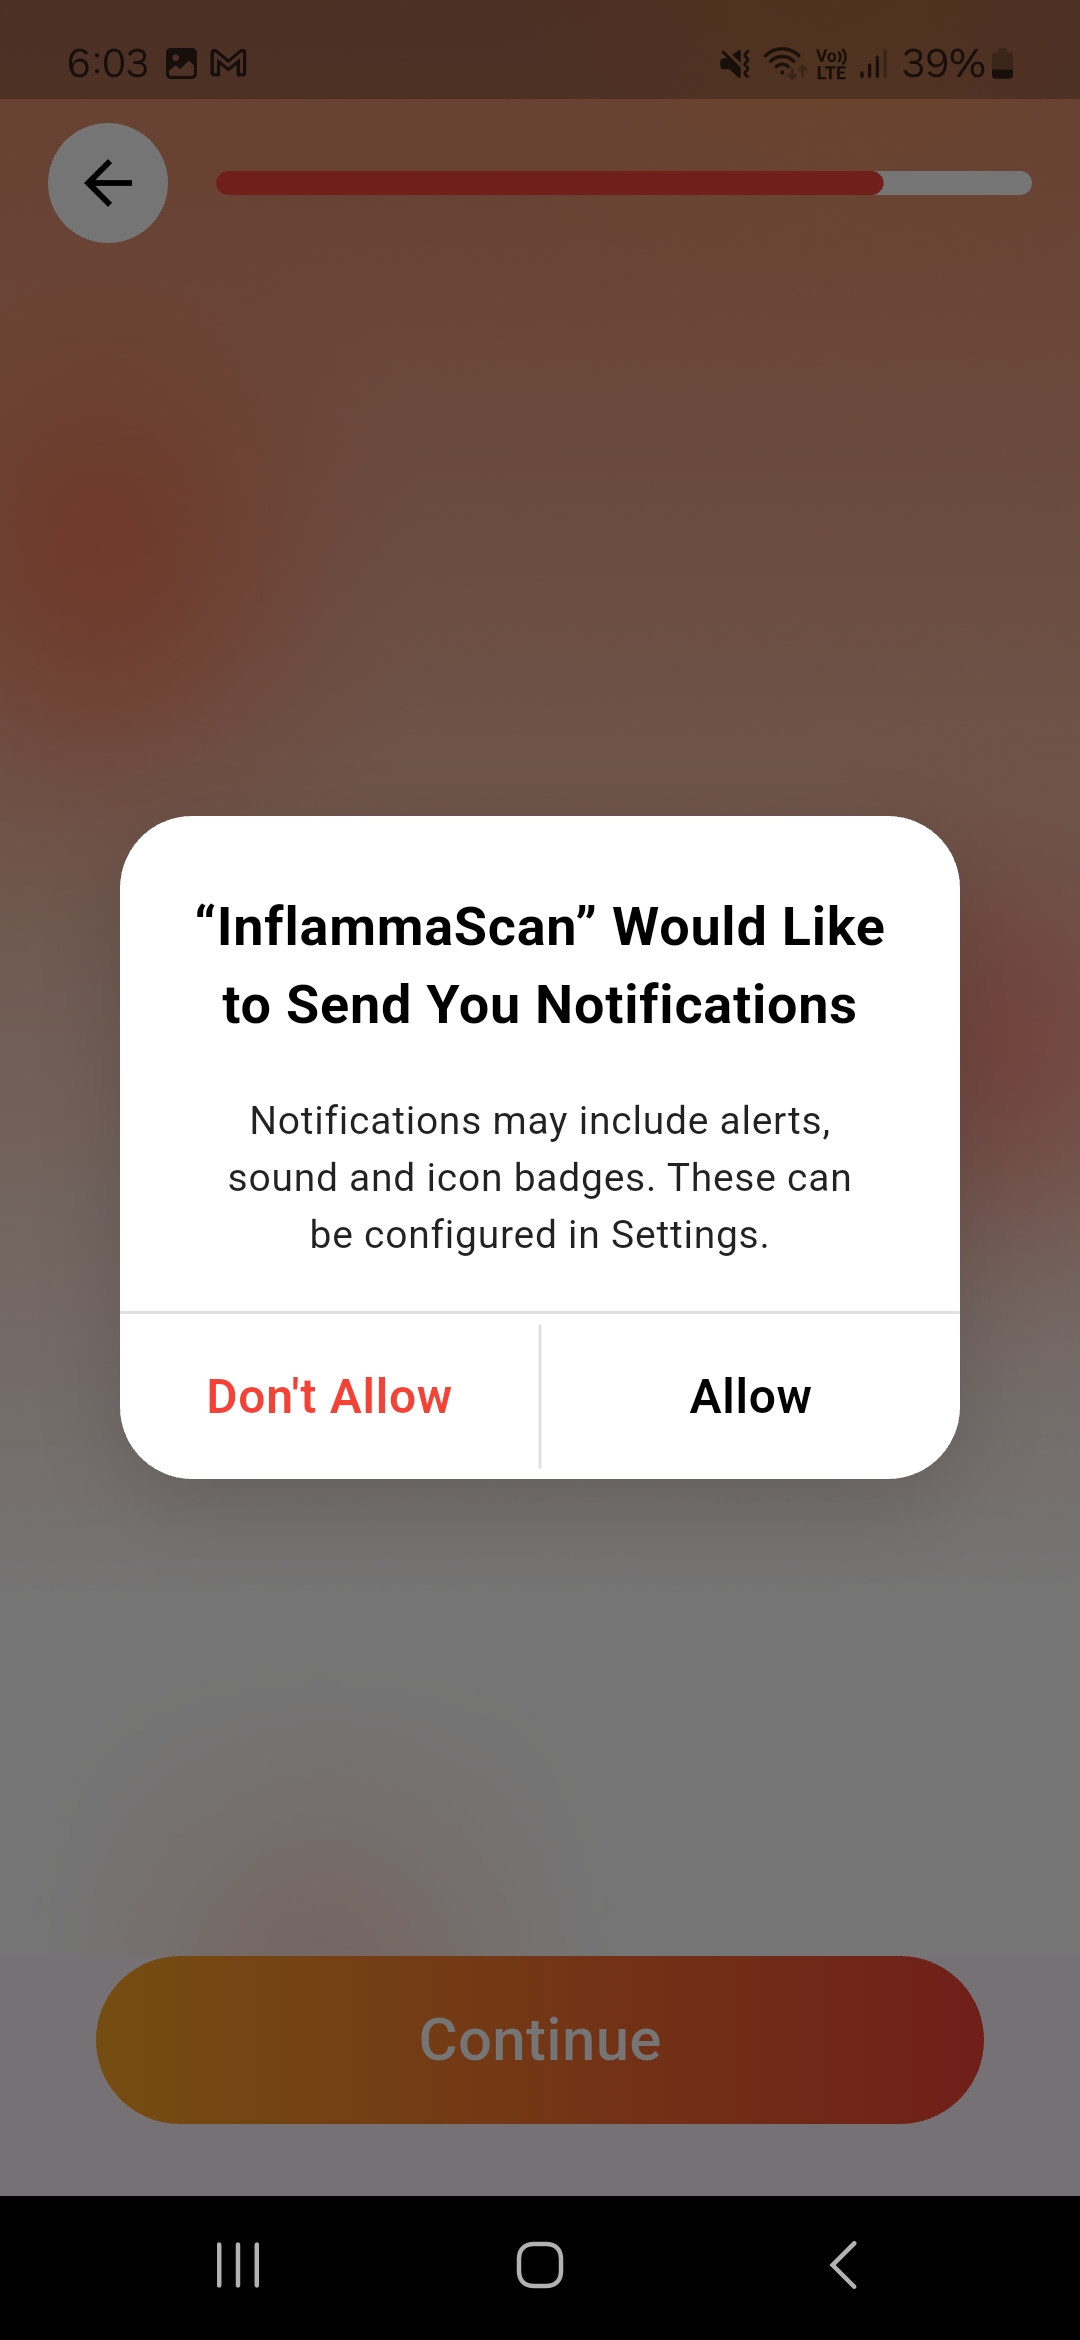 6:03
Vo)) LTE 39%
“InflammaScan” Would Like
to Send You Notifications
Notifications may include alerts,
sound and icon badges. These can
be configured in Settings.
Don't Allow
Allow
Continue